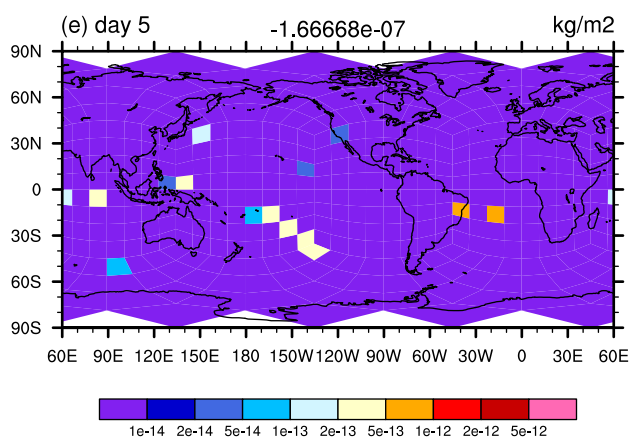 (e) day 5 -1.66668e-07 kg/m2
90N
60N
30N
0
30S
60S
90S
60E 90E 120E 150E 180 150W 120W 90W 60W 30W 0 30E 60E
1e-14 2e-14 5e-14 1e-13 2e-13 5e-13 1e-12 2e-12 5e-12